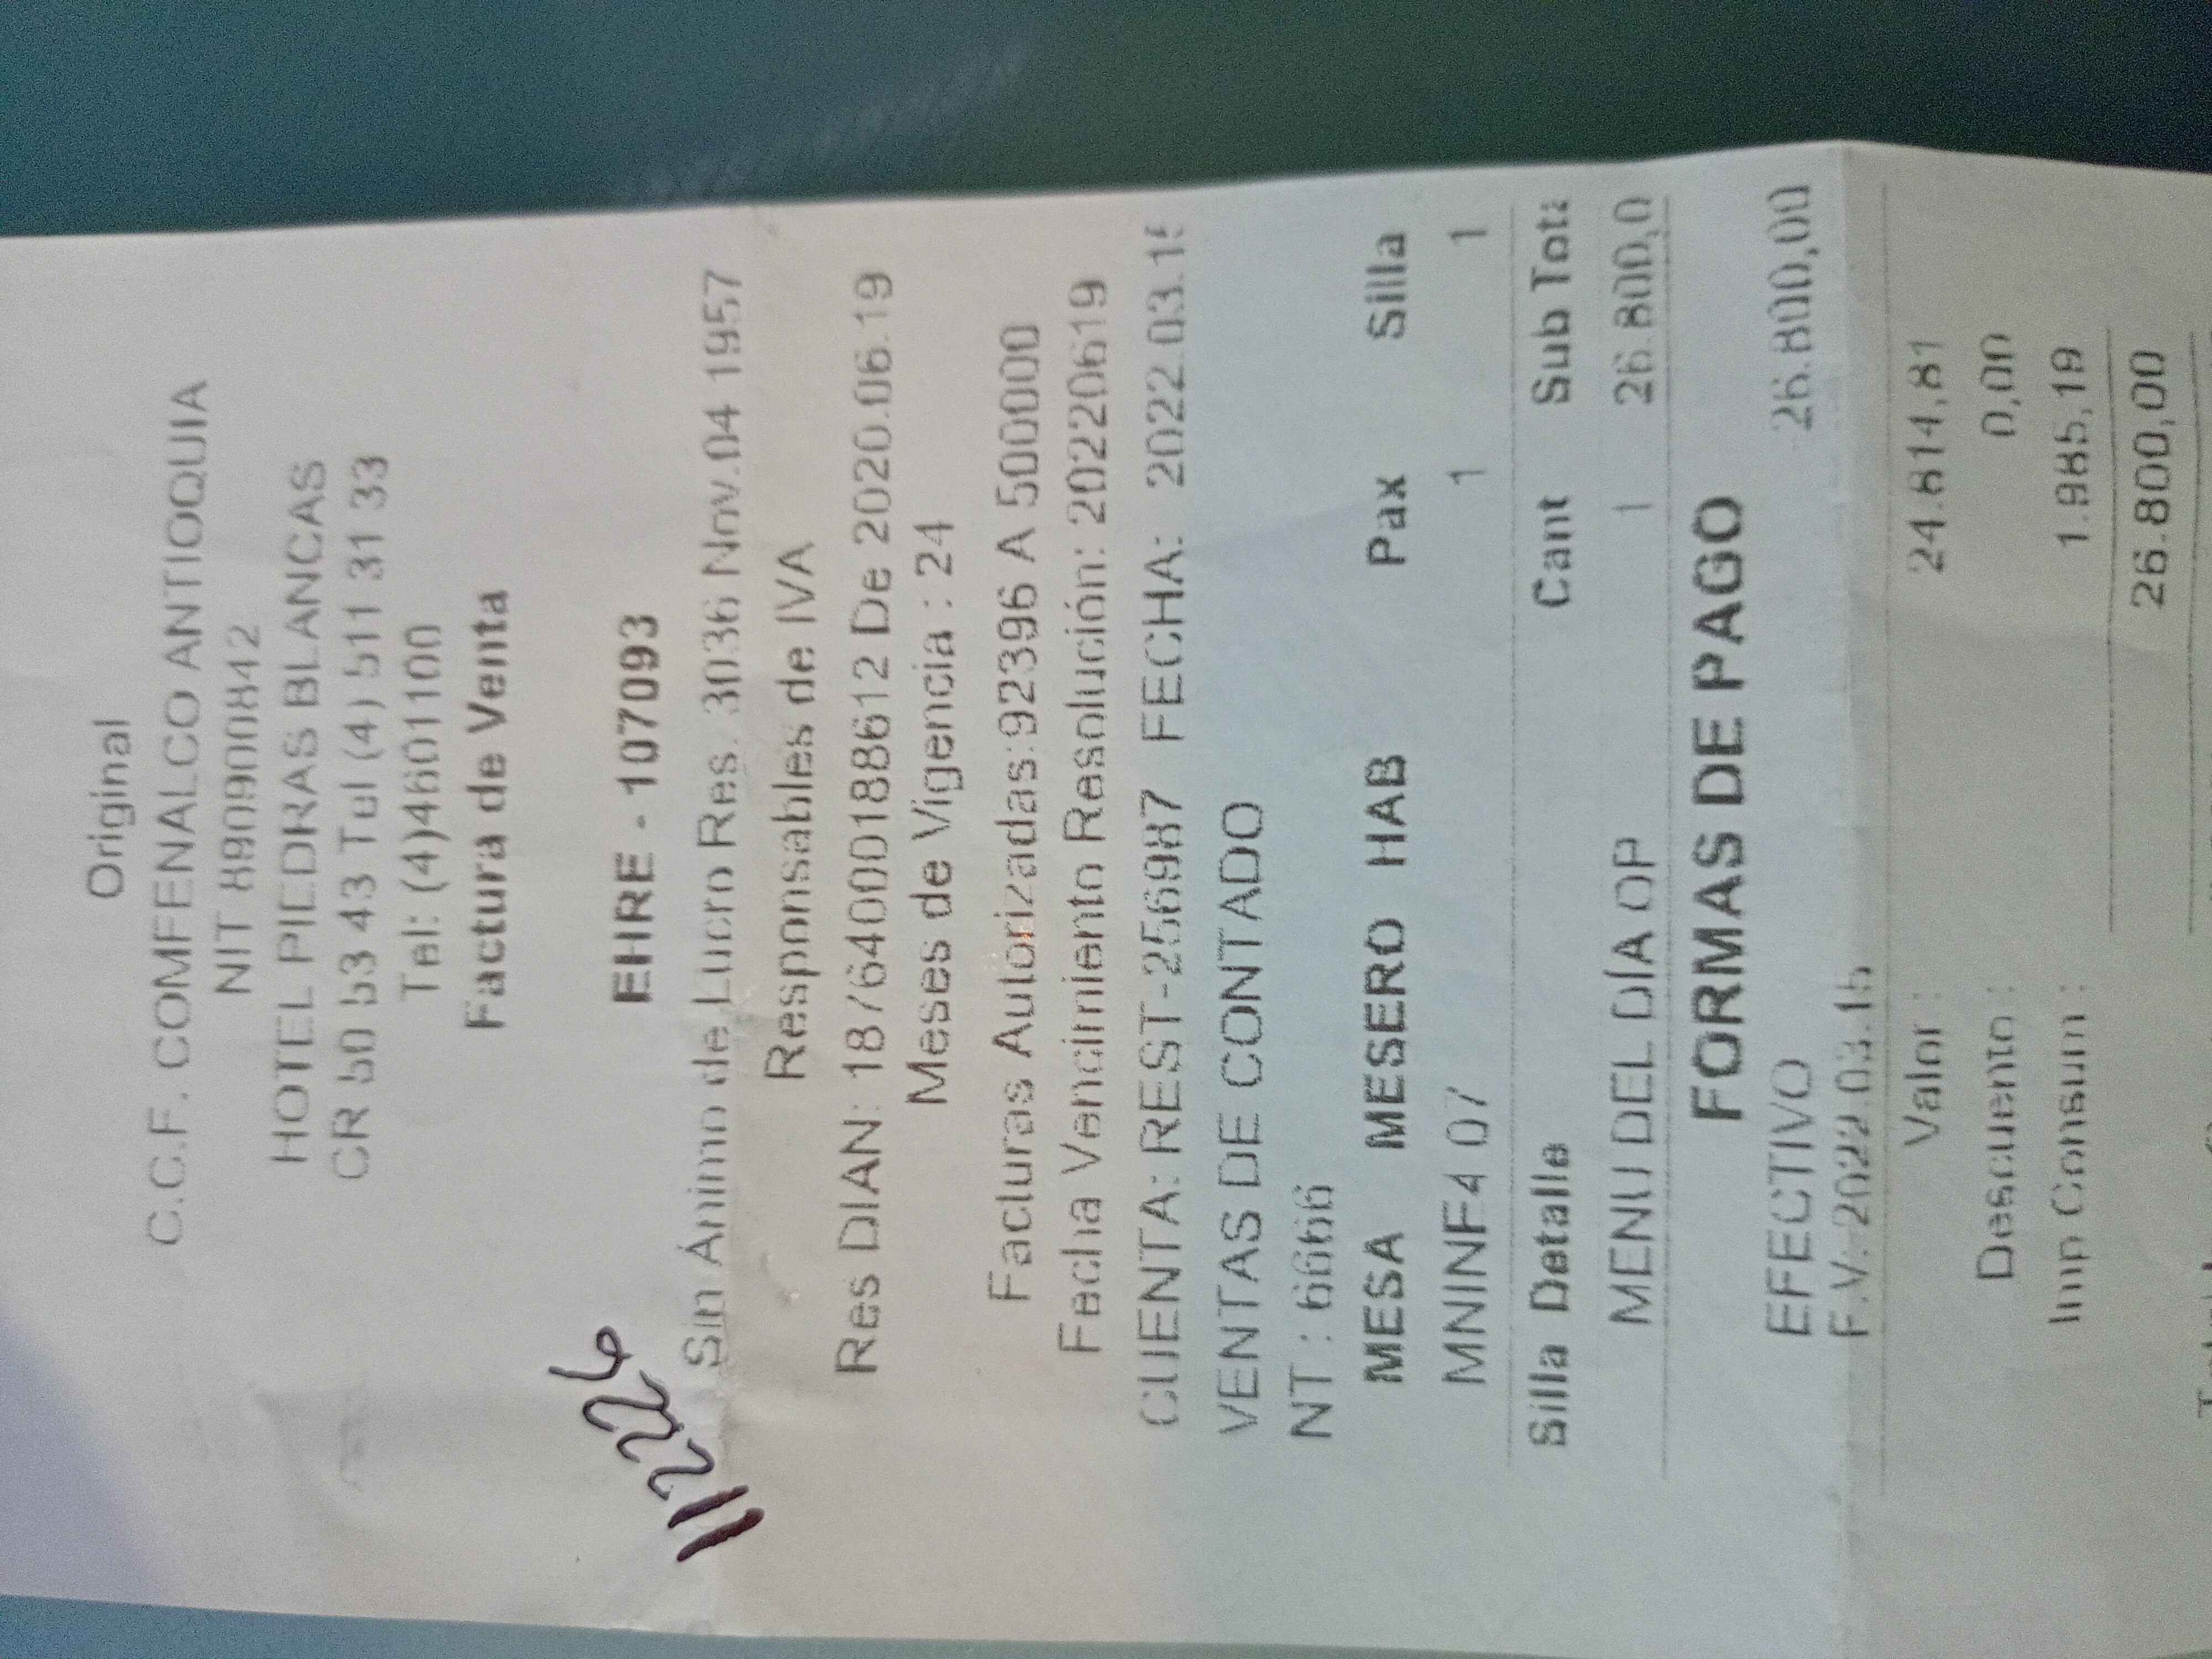 Original
C.C.F. COMFENALCO ANTIOQUIA
NIT 890900842
HOTEL PIEDRAS BLANCAS
CR 50 53 43 Tel (4) 511 31 33
Tel: (4)4601100
Factura de Venta
EHRE - 107093
11226
Sin Ánimo de Lucro Res. 3036 Nov.04 1957
Responsables de IVA
Res DIAN: 18764000188612 De 2020.06.19
Meses de Vigencia : 24
Facturas Autorizadas:92396 A 500000
Fecha Vencimiento Resolución: 20220619
CUENTA: REST-256987 FECHA: 2022.03.15
VENTAS DE CONTADO
NT : 6666
MESA MESERO HAB Pax Silla
MNINF4 07 1 1
Silla Detalle Cant Sub Tota
MENU DEL DÍA OP 1 26.800,0
FORMAS DE PAGO
EFECTIVO 26.800,00
F.V. 2022.03.15
Valor : 24.814,81
Descuento : 0,00
Imp Consum : 1.985,19
26.800,00